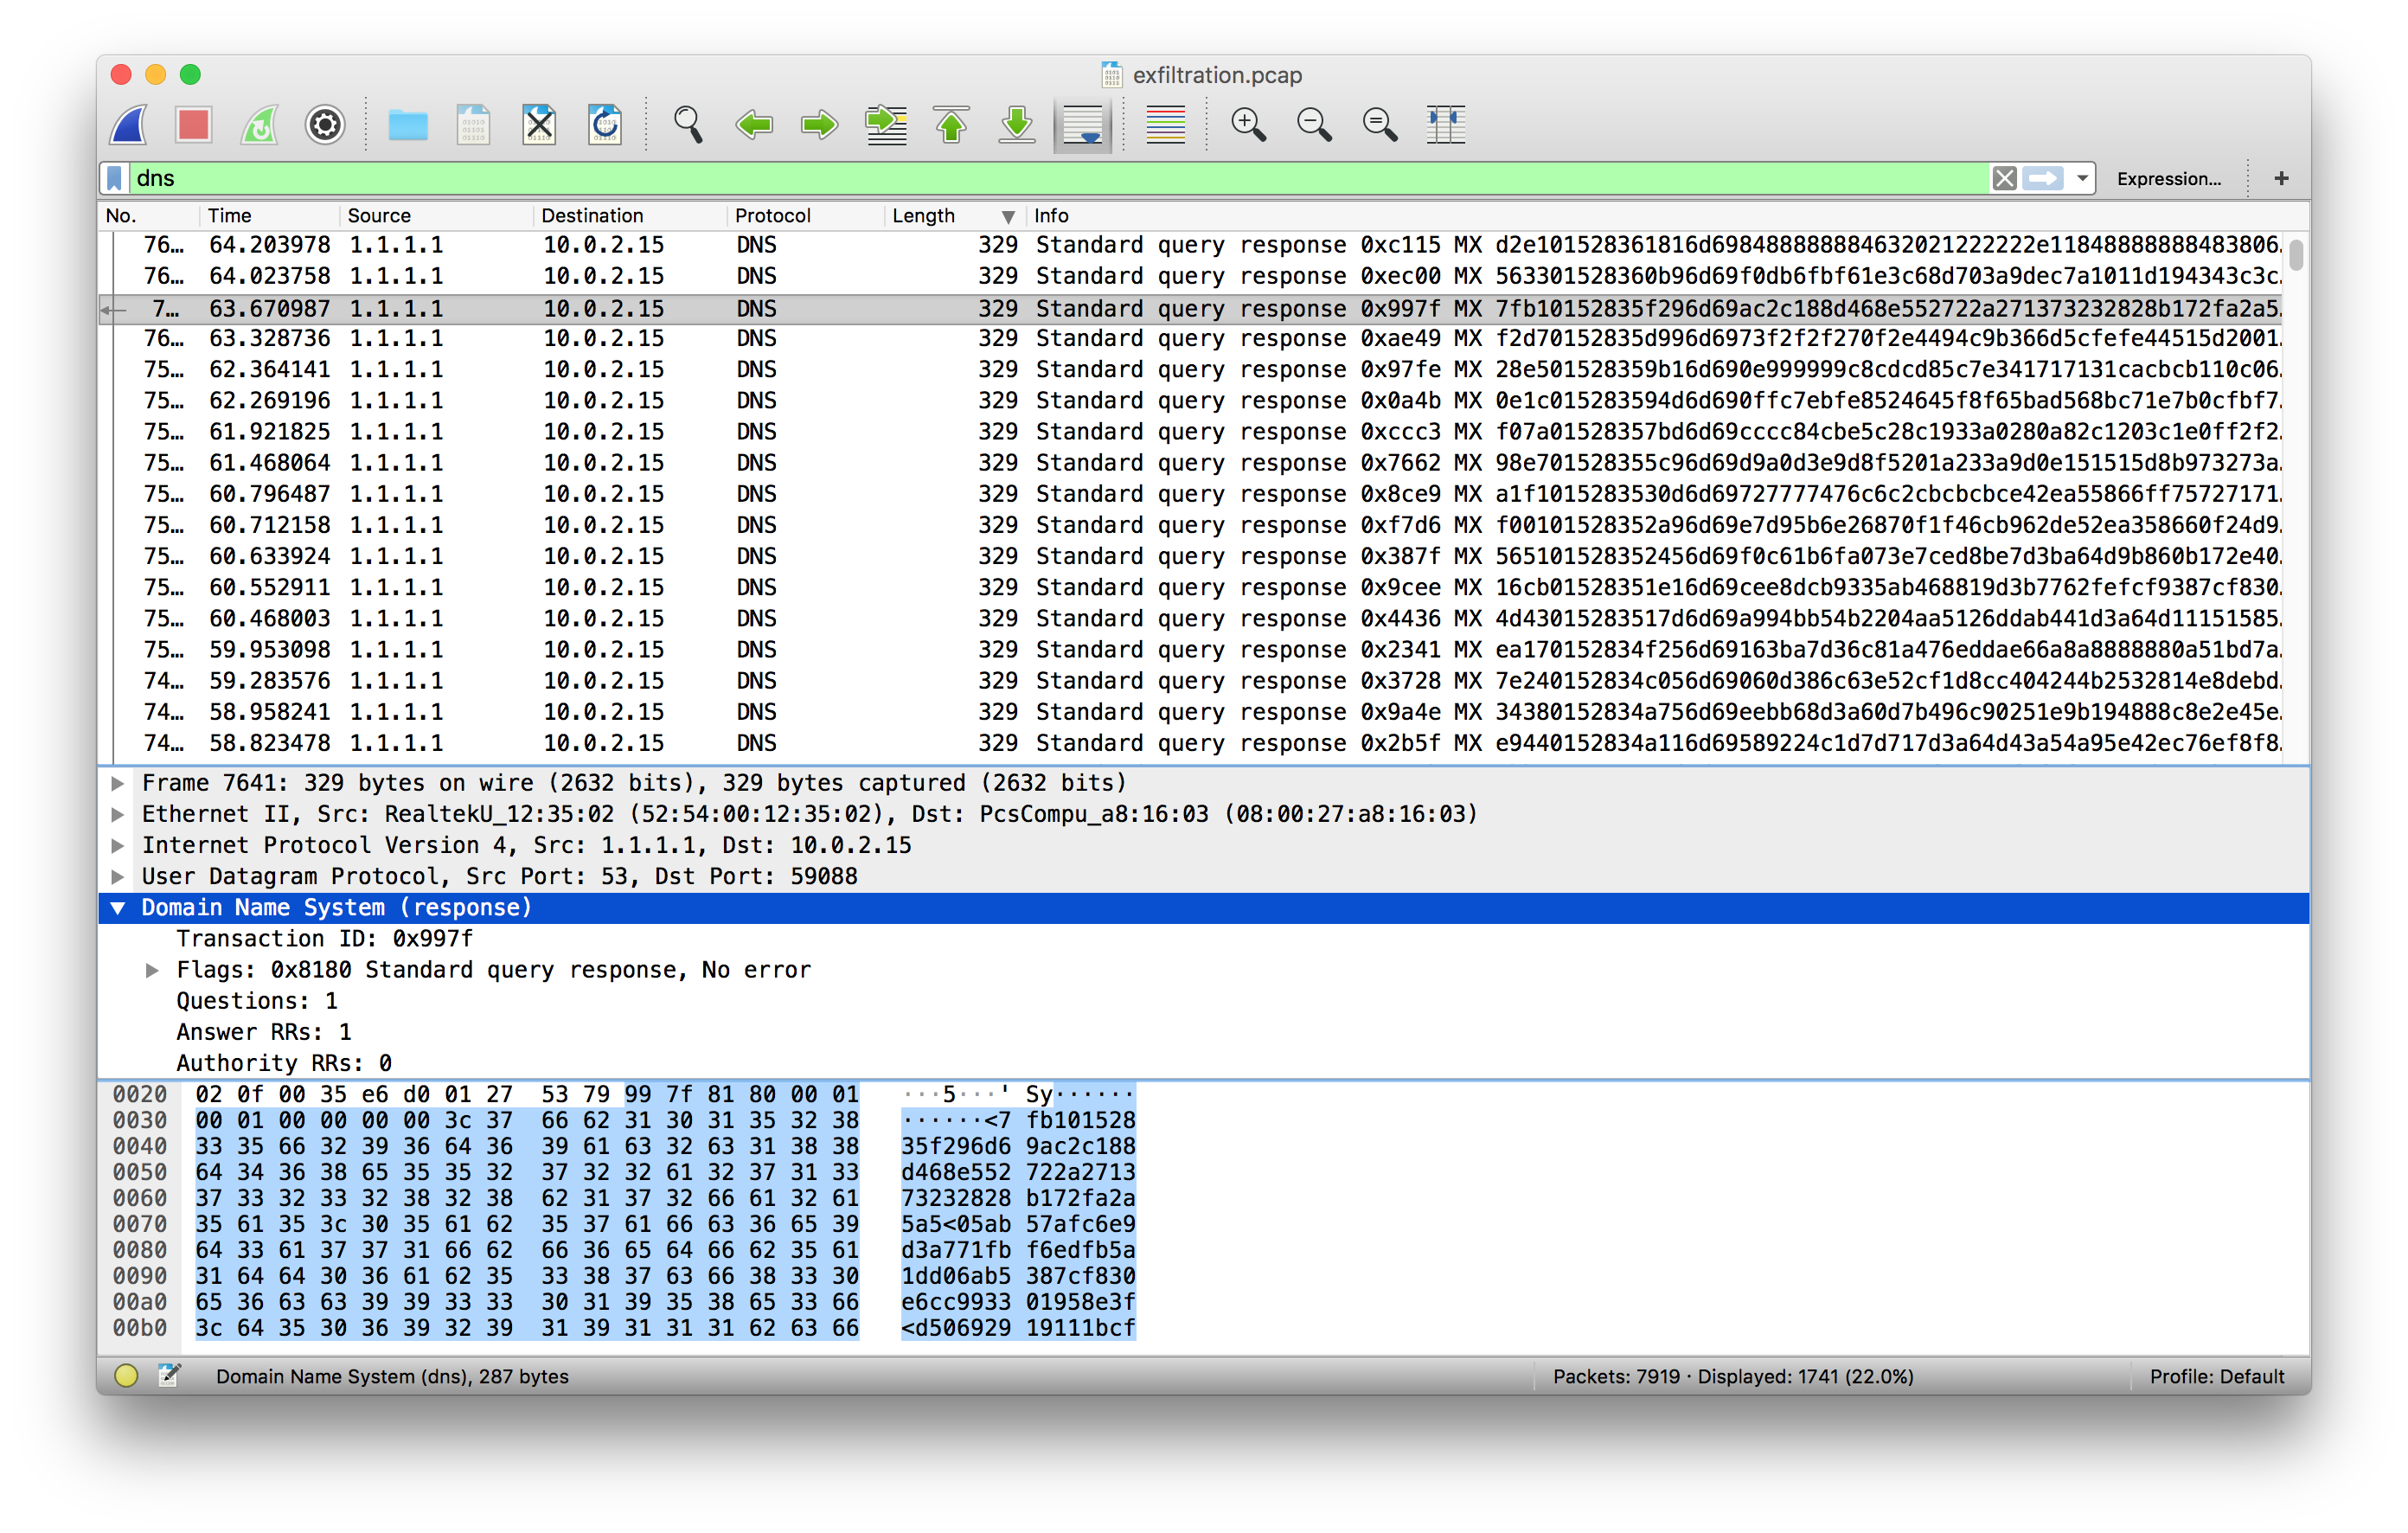 exfiltration.pcap
dns
Expression... +
No. Time Source Destination Protocol Length Info
76… 64.203978 1.1.1.1 10.0.2.15 DNS 329 Standard query response 0xc115 MX d2e101528361816d6984888888846320212222222e11848888888483806…
76… 64.023758 1.1.1.1 10.0.2.15 DNS 329 Standard query response 0xec00 MX 563301528360b96d69f0db6fbf61e3c68d703a9dec7a1011d194343c3c…
7… 63.670987 1.1.1.1 10.0.2.15 DNS 329 Standard query response 0x997f MX 7fb10152835f296d69ac2c188d468e552722a271373232828b172fa2a5…
76… 63.328736 1.1.1.1 10.0.2.15 DNS 329 Standard query response 0xae49 MX f2d70152835d996d6973f2f2f270f2e4494c9b366d5cfefe44515d2001…
75… 62.364141 1.1.1.1 10.0.2.15 DNS 329 Standard query response 0x97fe MX 28e501528359b16d690e999999c8cdcd85c7e341717131cacbcb110c06…
75… 62.269196 1.1.1.1 10.0.2.15 DNS 329 Standard query response 0x0a4b MX 0e1c015283594d6d690ffc7ebfe8524645f8f65bad568bc71e7b0cfbf7…
75… 61.921825 1.1.1.1 10.0.2.15 DNS 329 Standard query response 0xccc3 MX f07a01528357bd6d69cccc84cbe5c28c1933a0280a82c1203c1e0ff2f2…
75… 61.468064 1.1.1.1 10.0.2.15 DNS 329 Standard query response 0x7662 MX 98e701528355c96d69d9a0d3e9d8f5201a233a9d0e151515d8b973273a…
75… 60.796487 1.1.1.1 10.0.2.15 DNS 329 Standard query response 0x8ce9 MX a1f1015283530d6d69727777476c6c2cbcbcbce42ea55866ff75727171…
75… 60.712158 1.1.1.1 10.0.2.15 DNS 329 Standard query response 0xf7d6 MX f00101528352a96d69e7d95b6e26870f1f46cb962de52ea358660f24d9…
75… 60.633924 1.1.1.1 10.0.2.15 DNS 329 Standard query response 0x387f MX 565101528352456d69f0c61b6fa073e7ced8be7d3ba64d9b860b172e40…
75… 60.552911 1.1.1.1 10.0.2.15 DNS 329 Standard query response 0x9cee MX 16cb01528351e16d69cee8dcb9335ab468819d3b7762fefcf9387cf830…
75… 60.468003 1.1.1.1 10.0.2.15 DNS 329 Standard query response 0x4436 MX 4d43015283517d6d69a994bb54b2204aa5126ddab441d3a64d11151585…
75… 59.953098 1.1.1.1 10.0.2.15 DNS 329 Standard query response 0x2341 MX ea170152834f256d69163ba7d36c81a476eddae66a8a8888880a51bd7a…
74… 59.283576 1.1.1.1 10.0.2.15 DNS 329 Standard query response 0x3728 MX 7e240152834c056d69060d386c63e52cf1d8cc404244b2532814e8debd…
74… 58.958241 1.1.1.1 10.0.2.15 DNS 329 Standard query response 0x9a4e MX 34380152834a756d69eebb68d3a60d7b496c90251e9b194888c8e2e45e…
74… 58.823478 1.1.1.1 10.0.2.15 DNS 329 Standard query response 0x2b5f MX e9440152834a116d69589224c1d7d717d3a64d43a54a95e42ec76ef8f8…
Frame 7641: 329 bytes on wire (2632 bits), 329 bytes captured (2632 bits)
Ethernet II, Src: RealtekU_12:35:02 (52:54:00:12:35:02), Dst: PcsCompu_a8:16:03 (08:00:27:a8:16:03)
Internet Protocol Version 4, Src: 1.1.1.1, Dst: 10.0.2.15
User Datagram Protocol, Src Port: 53, Dst Port: 59088
Domain Name System (response)
Transaction ID: 0x997f
Flags: 0x8180 Standard query response, No error
Questions: 1
Answer RRs: 1
Authority RRs: 0
0020 02 0f 00 35 e6 d0 01 27 53 79 99 7f 81 80 00 01 ···5···' Sy······
0030 00 01 00 00 00 00 3c 37 66 62 31 30 31 35 32 38 ······<7 fb101528
0040 33 35 66 32 39 36 64 36 39 61 63 32 63 31 38 38 35f296d6 9ac2c188
0050 64 34 36 38 65 35 35 32 37 32 32 61 32 37 31 33 d468e552 722a2713
0060 37 33 32 33 32 38 32 38 62 31 37 32 66 61 32 61 73232828 b172fa2a
0070 35 61 35 3c 30 35 61 62 35 37 61 66 63 36 65 39 5a5<05ab 57afc6e9
0080 64 33 61 37 37 31 66 62 66 36 65 64 66 62 35 61 d3a771fb f6edfb5a
0090 31 64 64 30 36 61 62 35 33 38 37 63 66 38 33 30 1dd06ab5 387cf830
00a0 65 36 63 63 39 39 33 33 30 31 39 35 38 65 33 66 e6cc9933 01958e3f
00b0 3c 64 35 30 36 39 32 39 31 39 31 31 31 62 63 66 <d506929 19111bcf
Domain Name System (dns), 287 bytes Packets: 7919 · Displayed: 1741 (22.0%) Profile: Default